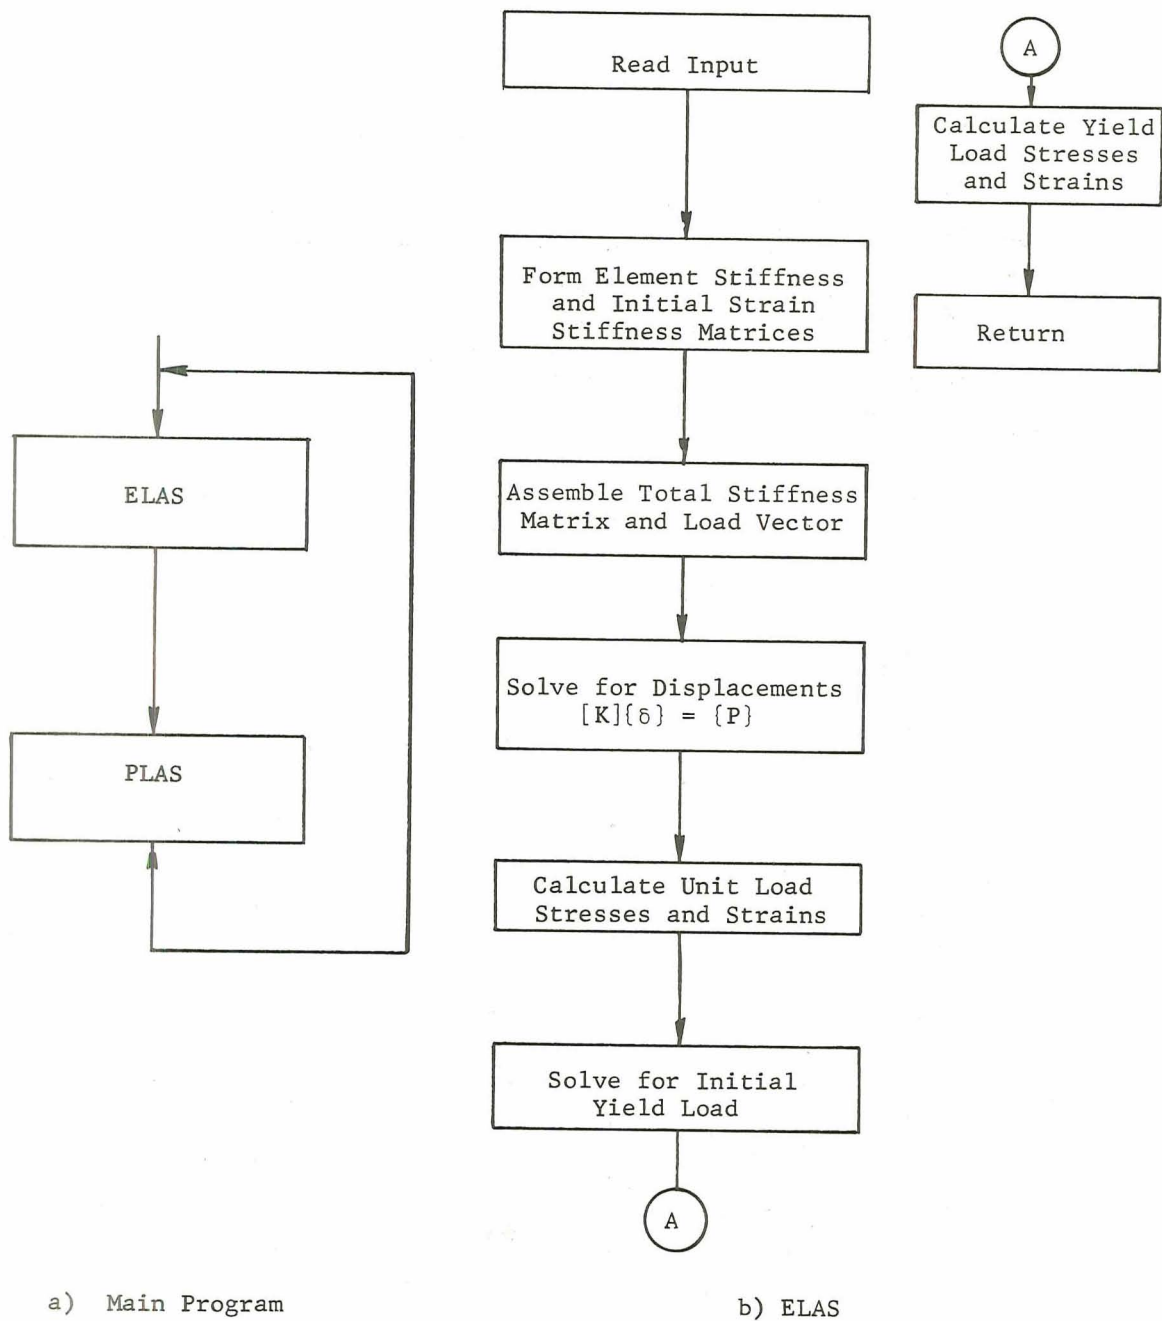 ELAS
PLAS
a) Main Program
Read Input
Form Element Stiffness
and Initial Strain
Stiffness Matrices
Assemble Total Stiffness
Matrix and Load Vector
Solve for Displacements
[K]{δ} = {P}
Calculate Unit Load
Stresses and Strains
Solve for Initial
Yield Load
A
A
Calculate Yield
Load Stresses
and Strains
Return
b) ELAS